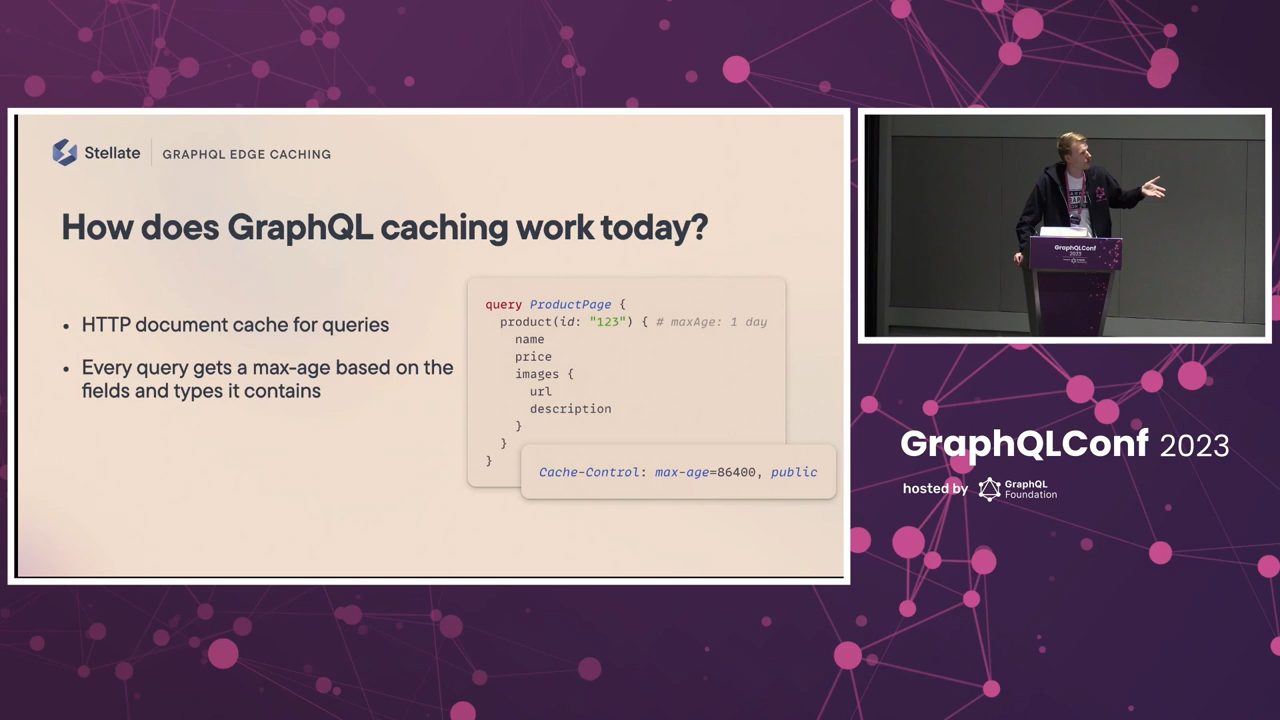 Stellate
GRAPHQL EDGE CACHING
How does GraphQL caching work today?
• HTTP document cache for queries
• Every query gets a max-age based on the
fields and types it contains
query ProductPage {
product(id: "123") { # maxAge: 1 day
name
price
images {
url
description
}
}
}
Cache-Control: max-age=86400, public
GraphQLConf
2023
GraphQLConf 2023
hosted by
GraphQL
Foundation